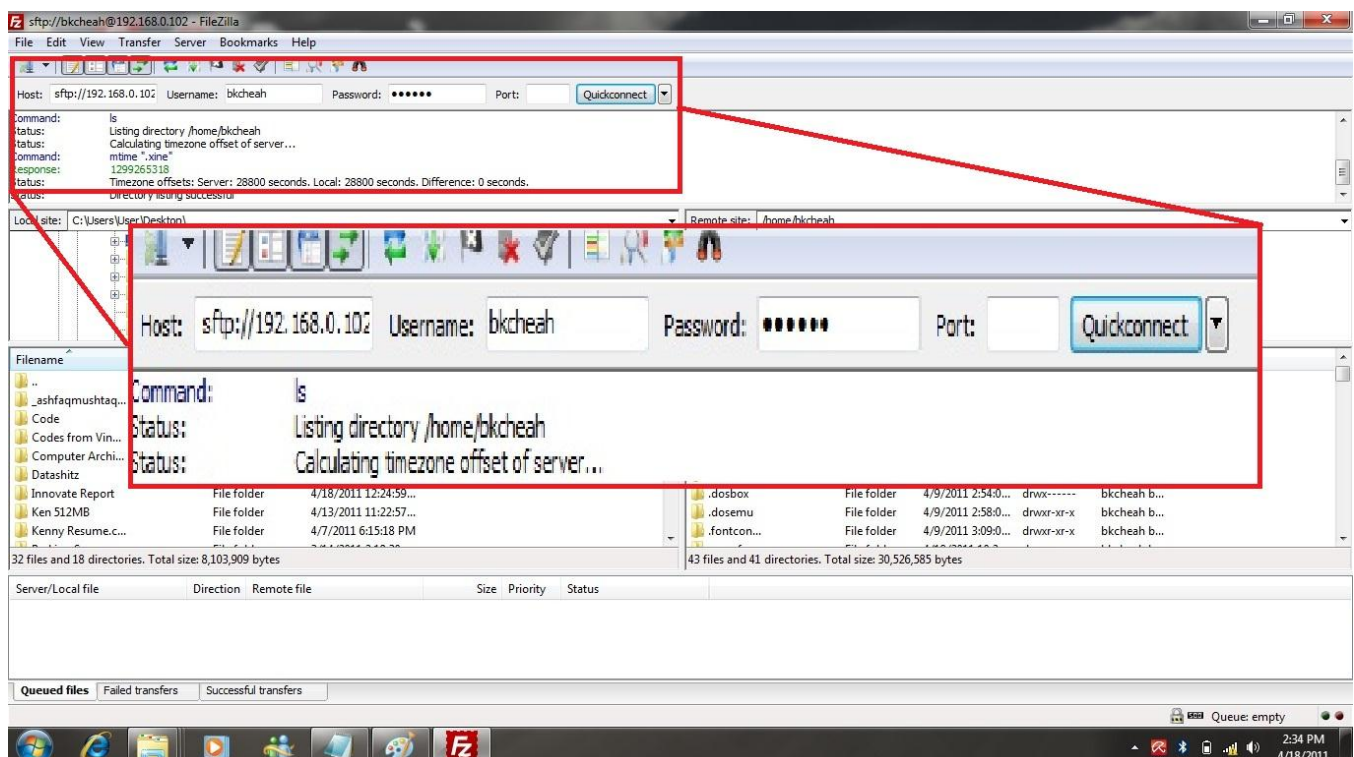 sftp://bkcheah@192.168.0.102 - FileZilla
File Edit View Transfer Server Bookmarks Help
Host: sftp://192.168.0.102 Username: bkcheah Password: ●●●●●● Port: Quickconnect
Command: ls
Status: Listing directory /home/bkcheah
Status: Calculating timezone offset of server...
Command: mtime ".xine"
Response: 1299265318
Status: Timezone offsets: Server: 28800 seconds. Local: 28800 seconds. Difference: 0 seconds.
Status: Directory listing successful
Local site: C:\Users\User\Desktop\
Remote site: /home/bkcheah
Host: sftp://192.168.0.102 Username: bkcheah Password: ●●●●●● Port: Quickconnect
Command: ls
Status: Listing directory /home/bkcheah
Status: Calculating timezone offset of server...
Filename
..
_ashfaqmushtaq...
Code
Codes from Vin...
Computer Archi...
Datashitz
Innovate Report File folder 4/18/2011 12:24:59...
Ken 512MB File folder 4/13/2011 11:22:57...
Kenny Resume.c... File folder 4/7/2011 6:15:18 PM
.dosbox File folder 4/9/2011 2:54:0... drwx------ bkcheah b...
.dosemu File folder 4/9/2011 2:58:0... drwxr-xr-x bkcheah b...
.fontcon... File folder 4/9/2011 3:09:0... drwxr-xr-x bkcheah b...
32 files and 18 directories. Total size: 8,103,909 bytes
43 files and 41 directories. Total size: 30,526,585 bytes
Server/Local file Direction Remote file Size Priority Status
Queued files Failed transfers Successful transfers
Queue: empty
2:34 PM
4/18/2011